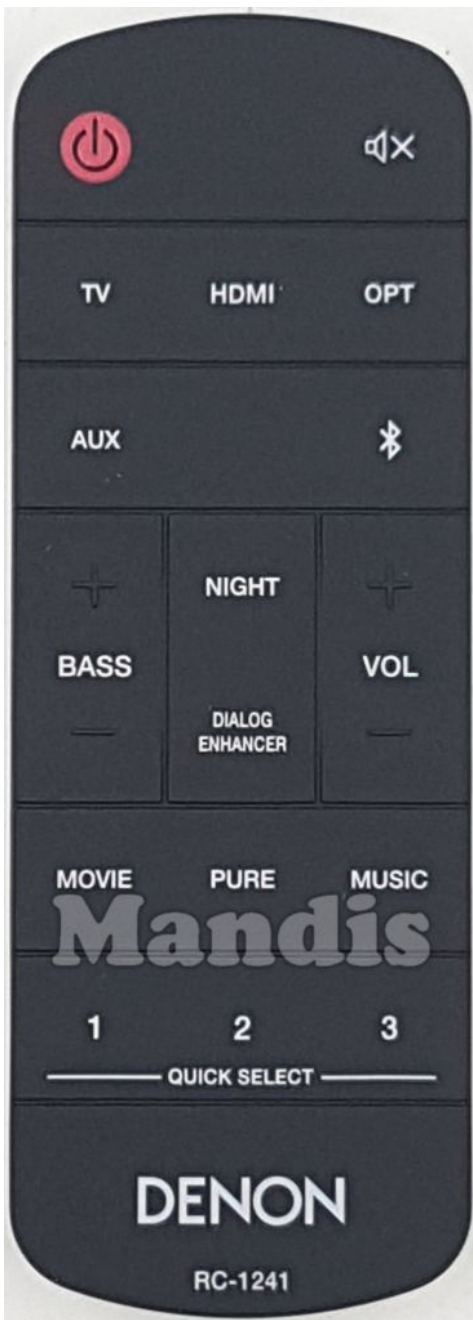 TV HDMI OPT
AUX
NIGHT
BASS VOL
DIALOG
ENHANCER
MOVIE PURE MUSIC
Mandis
1 2 3
QUICK SELECT
DENON
RC-1241